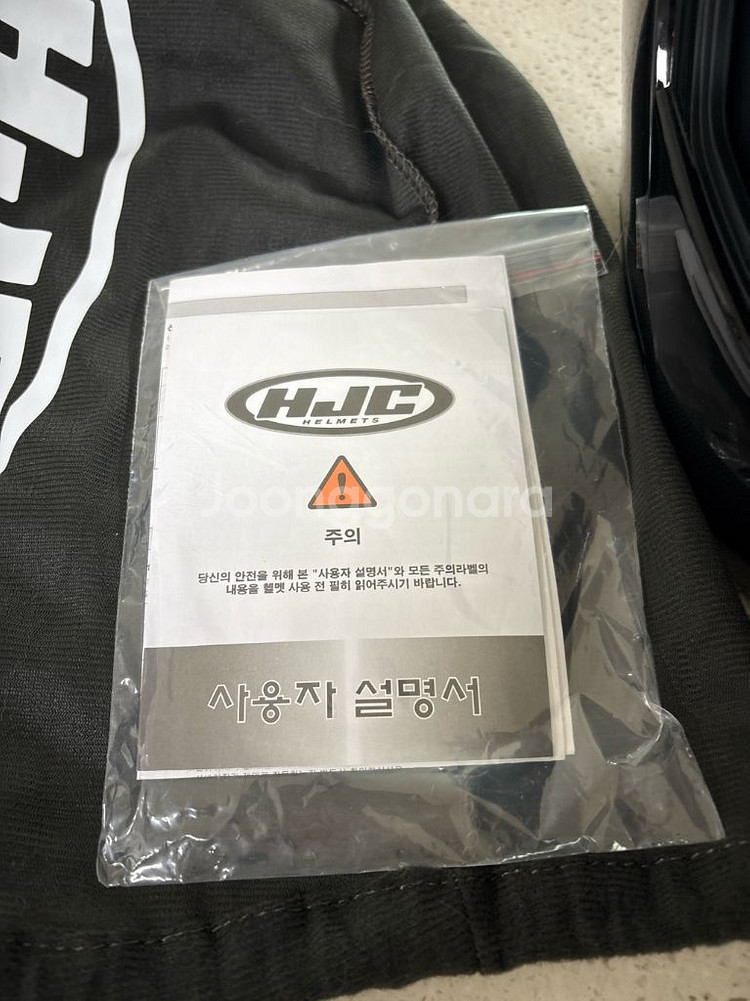 HJC
HELMETS
Joonagonara
주의
당신의 안전을 위해 본 "사용자 설명서"와 모든 주의라벨의
내용을 헬멧 사용 전 필히 읽어주시기 바랍니다.
사용자 설명서